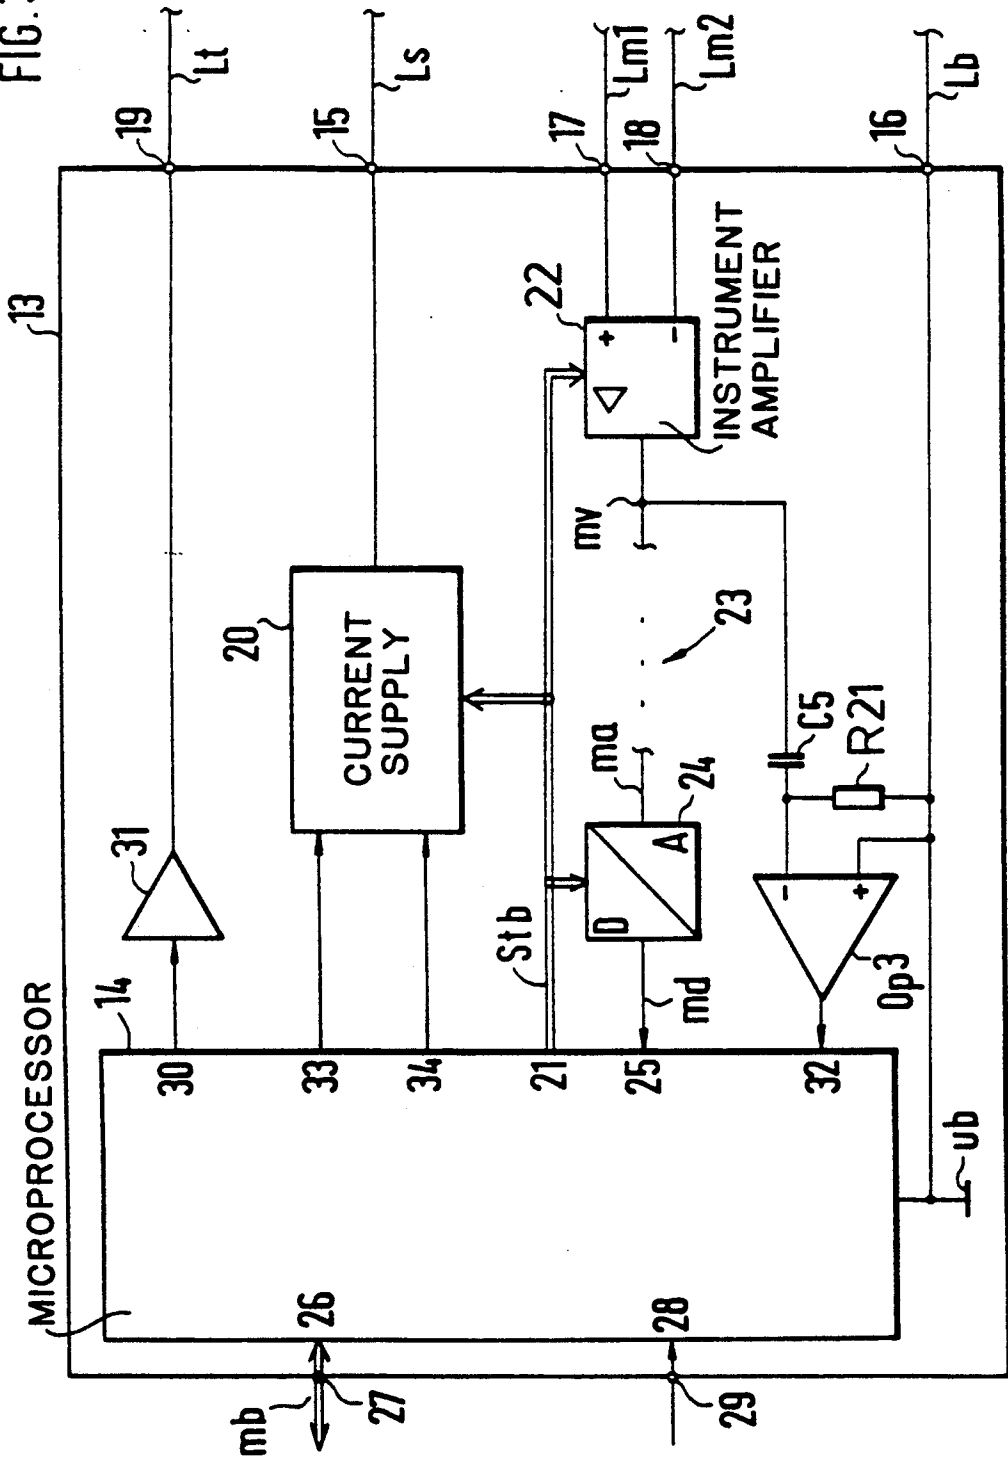 FIG.
MICROPROCESSOR
13
14
31
20
CURRENT
SUPPLY
19
Lt
15
Ls
17
Lm1
18
Lm2
16
Lb
30
33
34
21
25
32
26
28
mb
27
29
Stb
md
D
A
24
ma
23
mv
22
+
-
INSTRUMENT
AMPLIFIER
C5
R21
-
+
Op3
ub